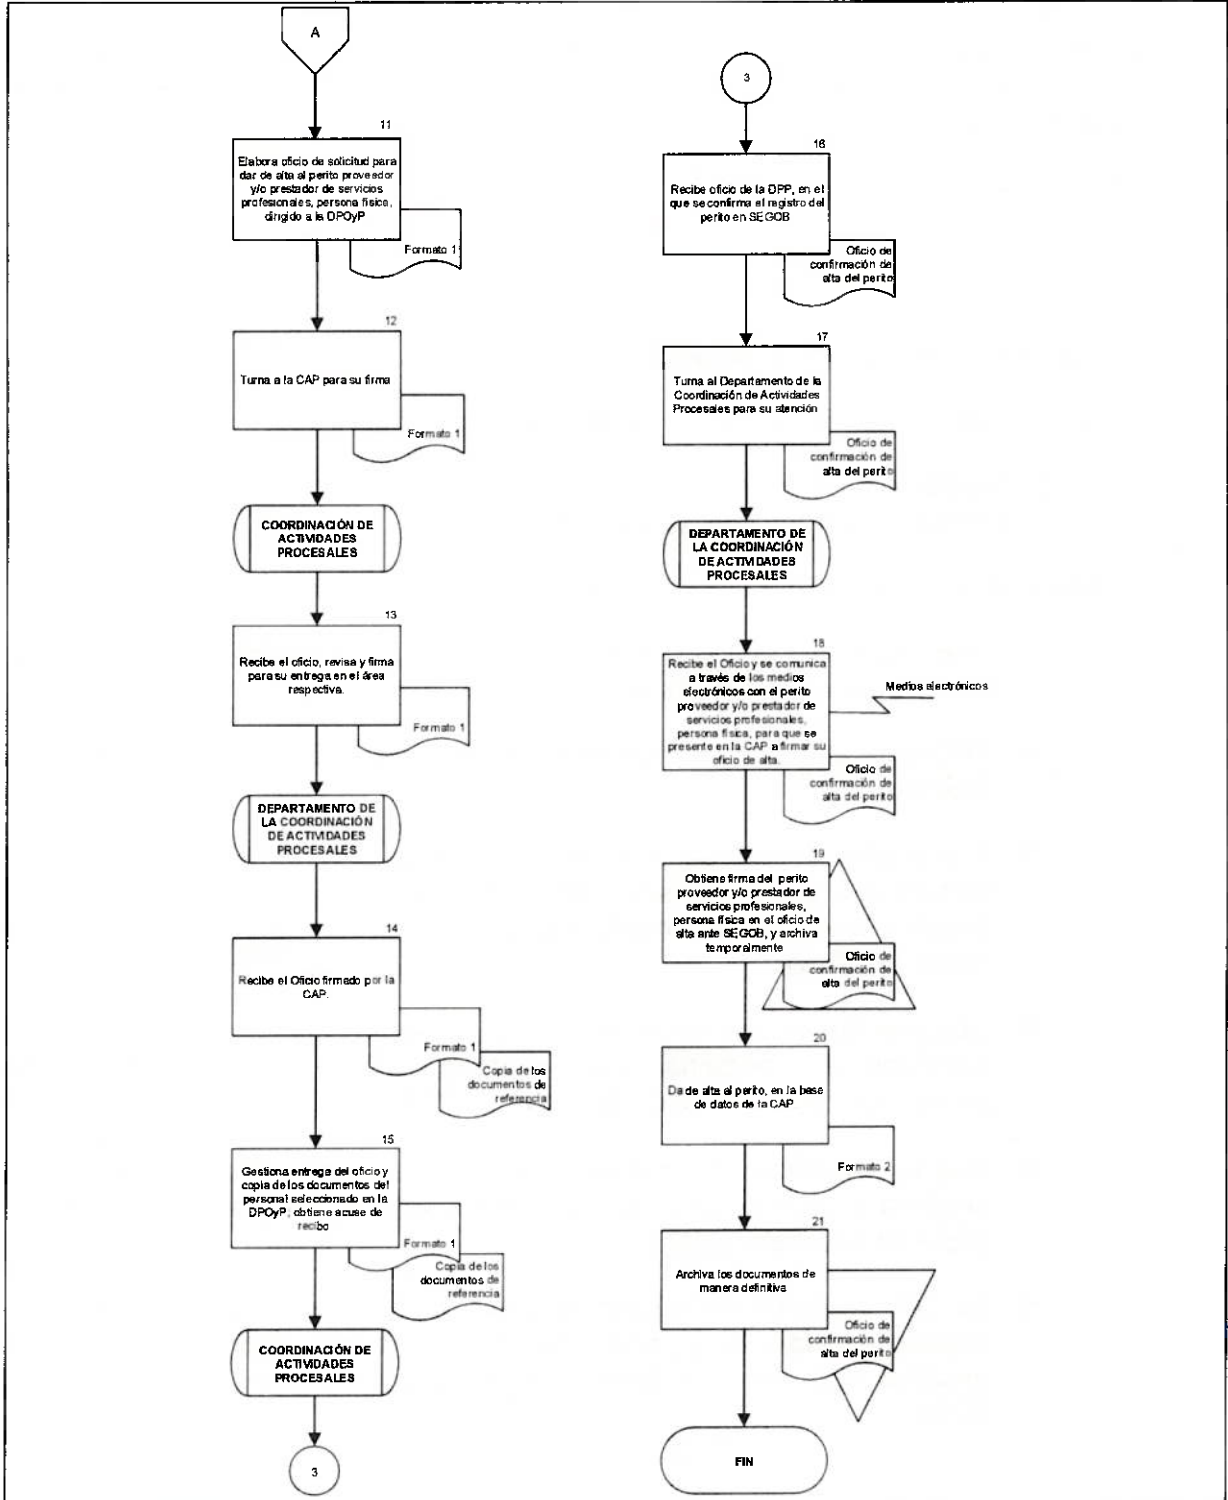 A
11
Elabora oficio de solicitud para
dar de alta al perito proveedor
y/o prestador de servicios
profesionales, persona física,
dirigido a la DPOyP
Formato 1
12
Turna a la CAP para su firma
Formato 1
COORDINACIÓN DE
ACTIVIDADES
PROCESALES
13
Recibe el oficio, revisa y firma
para su entrega en el área
respectiva.
Formato 1
DEPARTAMENTO DE
LA COORDINACIÓN
DE ACTIVIDADES
PROCESALES
14
Recibe el Oficio firmado por la
CAP.
Formato 1
Copia de los
documentos de
referencia
15
Gestiona entrega del oficio y
copia de los documentos del
personal seleccionado en la
DPOyP, obtiene acuse de
recibo
Formato 1
Copia de los
documentos de
referencia
COORDINACIÓN DE
ACTIVIDADES
PROCESALES
3
3
16
Recibe oficio de la DPP, en el
que se confirma el registro del
perito en SEGOB
Oficio de
confirmación de
alta del perito
17
Turna al Departamento de la
Coordinación de Actividades
Procesales para su atención
Oficio de
confirmación de
alta del perito
DEPARTAMENTO DE
LA COORDINACIÓN
DE ACTIVIDADES
PROCESALES
18
Recibe el Oficio y se comunica
a través de los medios
electrónicos con el perito
proveedor y/o prestador de
servicios profesionales,
persona física, para que se
presente en la CAP a firmar su
oficio de alta.
Medios electrónicos
Oficio de
confirmación de
alta del perito
19
Obtiene firma del perito
proveedor y/o prestador de
servicios profesionales,
persona física en el oficio de
alta ante SEGOB, y archiva
temporalmente
Oficio de
confirmación de
alta del perito
20
Da de alta al perito, en la base
de datos de la CAP
Formato 2
21
Archiva los documentos de
manera definitiva
Oficio de
confirmación de
alta del perito
FIN